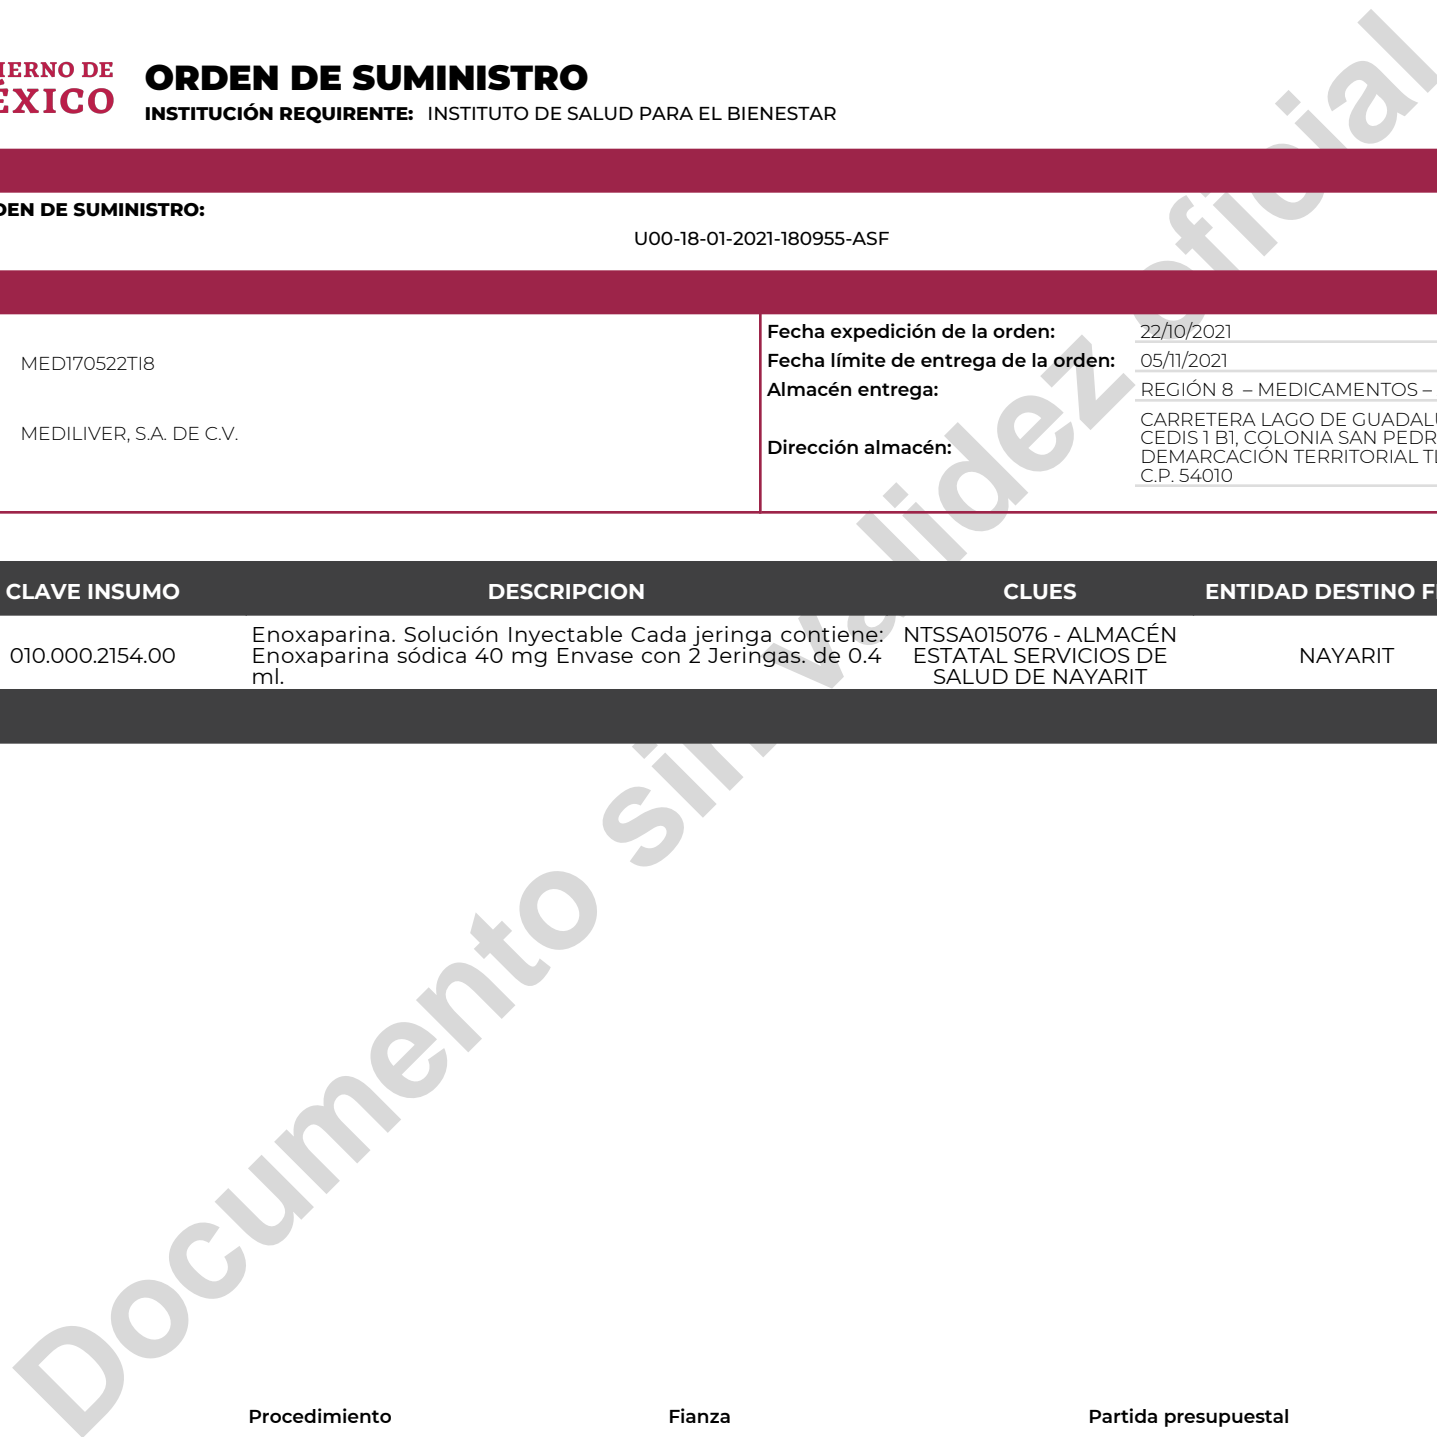 IERNO DE
ÉXICO
ORDEN DE SUMINISTRO
INSTITUCIÓN REQUIRENTE: INSTITUTO DE SALUD PARA EL BIENESTAR
DEN DE SUMINISTRO:
U00-18-01-2021-180955-ASF
MED170522TI8
MEDILIVER, S.A. DE C.V.
Fecha expedición de la orden: 22/10/2021
Fecha límite de entrega de la orden: 05/11/2021
Almacén entrega: REGIÓN 8 – MEDICAMENTOS –
Dirección almacén:
CARRETERA LAGO DE GUADALU
CEDIS 1 B1, COLONIA SAN PEDR
DEMARCACIÓN TERRITORIAL TL
C.P. 54010
CLAVE INSUMO DESCRIPCION CLUES ENTIDAD DESTINO FI
010.000.2154.00
Enoxaparina. Solución Inyectable Cada jeringa contiene:
Enoxaparina sódica 40 mg Envase con 2 Jeringas. de 0.4
ml.
NTSSA015076 - ALMACÉN
ESTATAL SERVICIOS DE
SALUD DE NAYARIT
NAYARIT
Documento sin validez oficial
Procedimiento Fianza Partida presupuestal